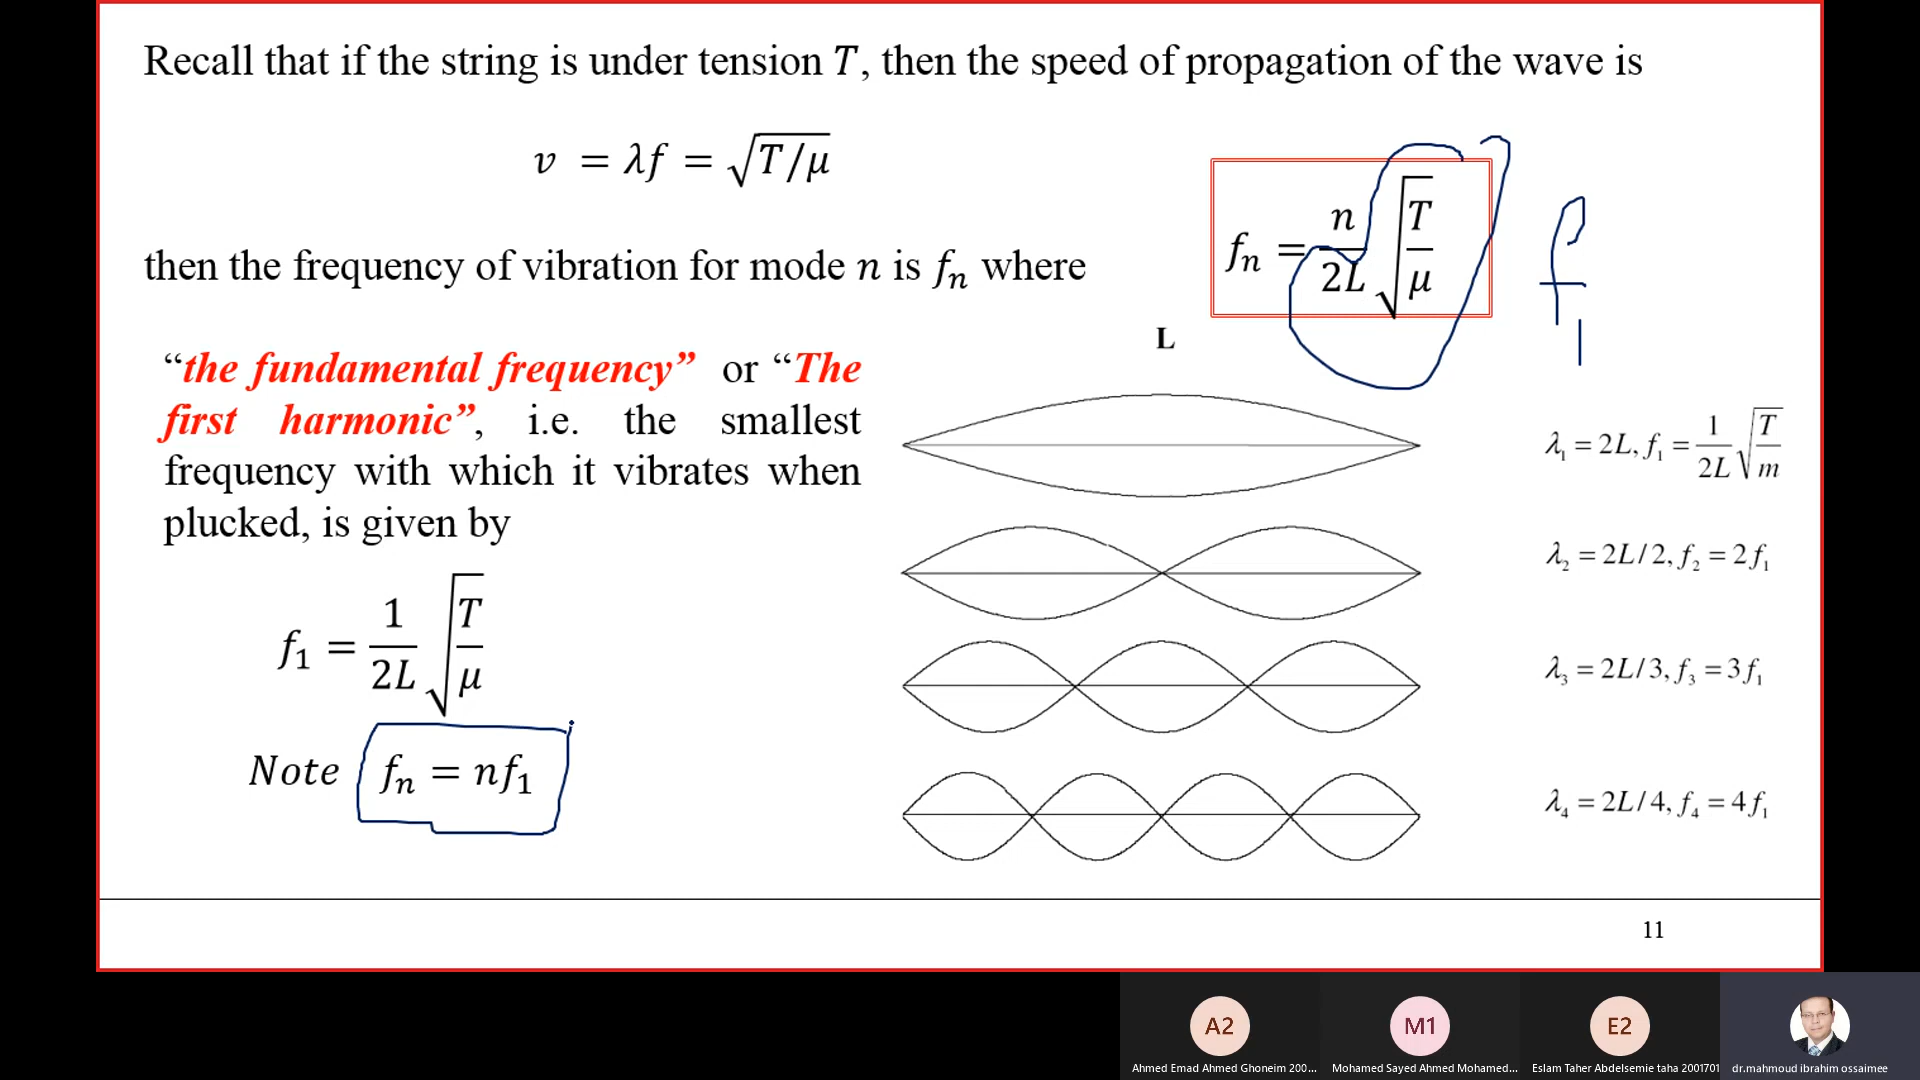 Recall that if the string is under tension T, then the speed of propagation of the wave is
v = λf = √T/μ
then the frequency of vibration for mode n is fₙ where
fₙ = n/2L √T/μ
f₁
“the fundamental frequency” or “The
first harmonic”, i.e. the smallest
frequency with which it vibrates when
plucked, is given by
f₁ = 1/2L √T/μ
Note fₙ = nf₁
L
λ₁ = 2L, f₁ = 1/2L √T/m
λ₂ = 2L/2, f₂ = 2f₁
λ₃ = 2L/3, f₃ = 3f₁
λ₄ = 2L/4, f₄ = 4f₁
11
A2
M1
E2
Ahmed Emad Ahmed Ghoneim 200...
Mohamed Sayed Ahmed Mohamed...
Eslam Taher Abdelsemie taha 2001701
dr.mahmoud ibrahim ossaimee